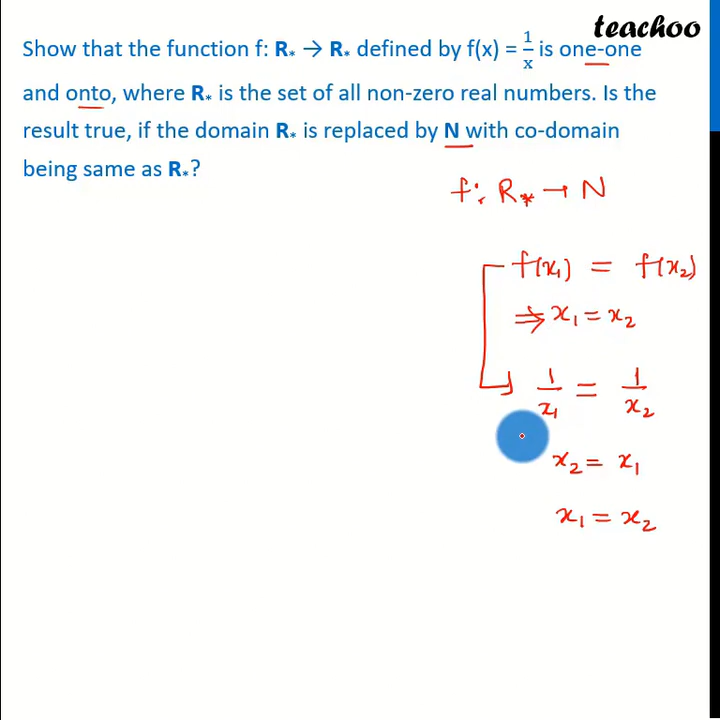 teachoo
Show that the function f: R* → R* defined by f(x) = 1/x is one-one
and onto, where R* is the set of all non-zero real numbers. Is the
result true, if the domain R* is replaced by N with co-domain
being same as R*?
f: R* → N
f(x1) = f(x2)
⇒ x1 = x2
1/x1 = 1/x2
x2 = x1
x1 = x2